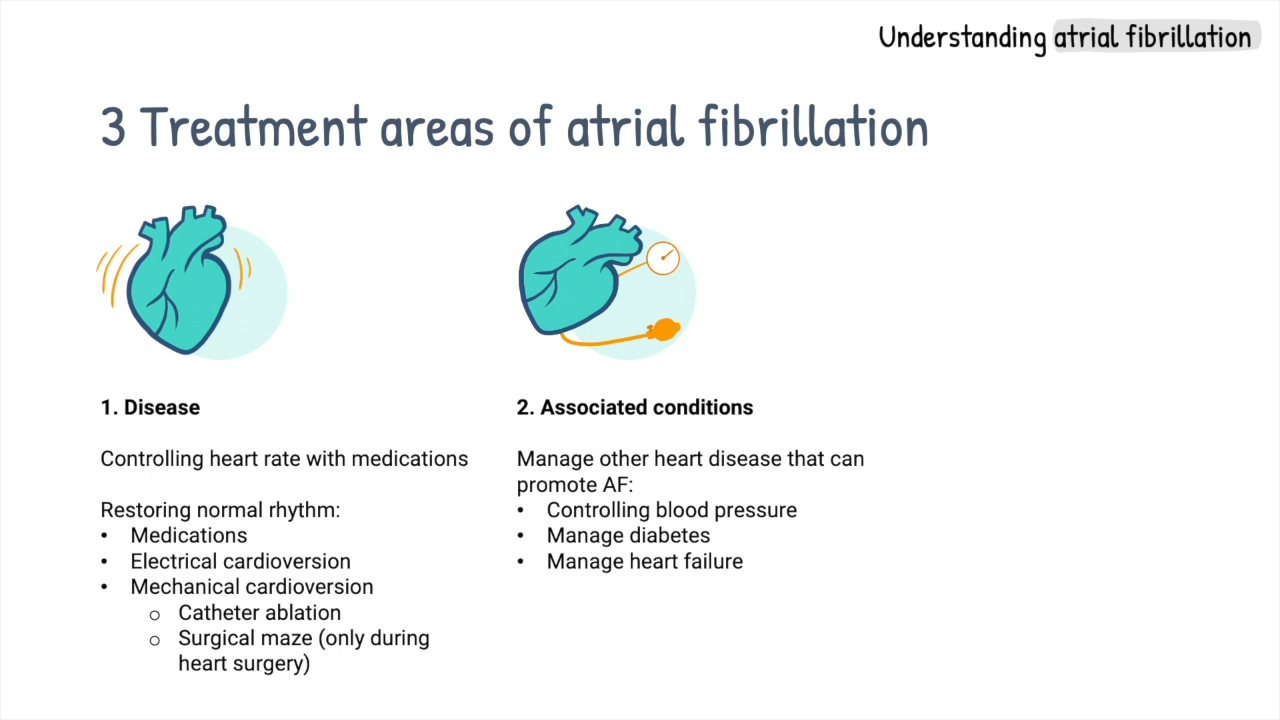 Understanding atrial fibrillation
3 Treatment areas of atrial fibrillation
1. Disease
Controlling heart rate with medications
Restoring normal rhythm:
• Medications
• Electrical cardioversion
• Mechanical cardioversion
o Catheter ablation
o Surgical maze (only during
heart surgery)
2. Associated conditions
Manage other heart disease that can
promote AF:
• Controlling blood pressure
• Manage diabetes
• Manage heart failure